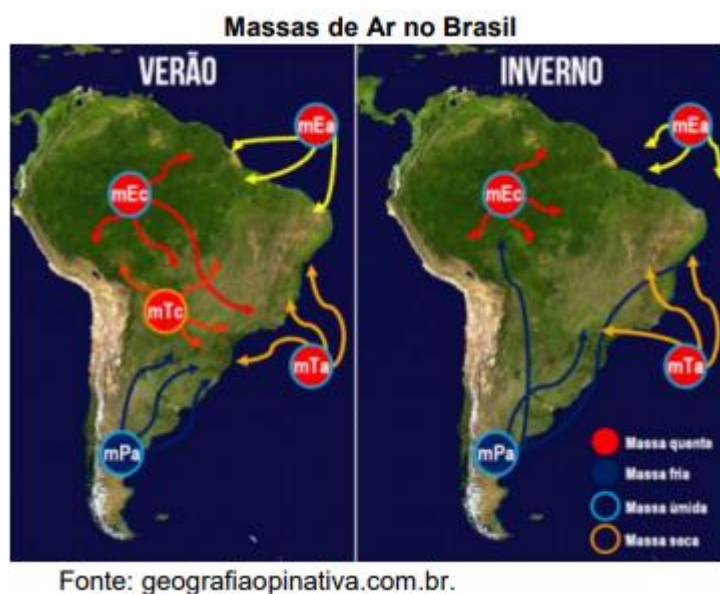 Massas de Ar no Brasil
VERÃO
INVERNO
mEa
mEa
mEc
mEc
mTc
mTa
mTa
mPa
mPa
Massa quente
Massa fria
Massa úmida
Massa seca
Fonte: geografiaopinativa.com.br.